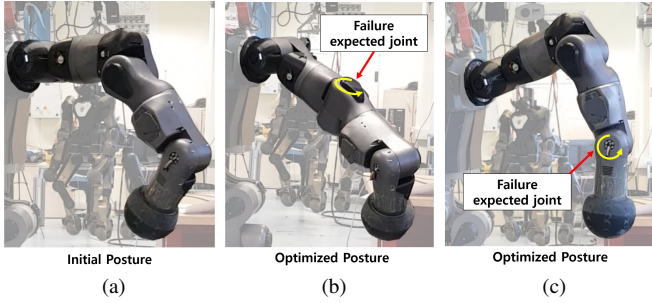 Failure
expected joint
Failure
expected joint
Initial Posture
Optimized Posture
Optimized Posture
(a)
(b)
(c)